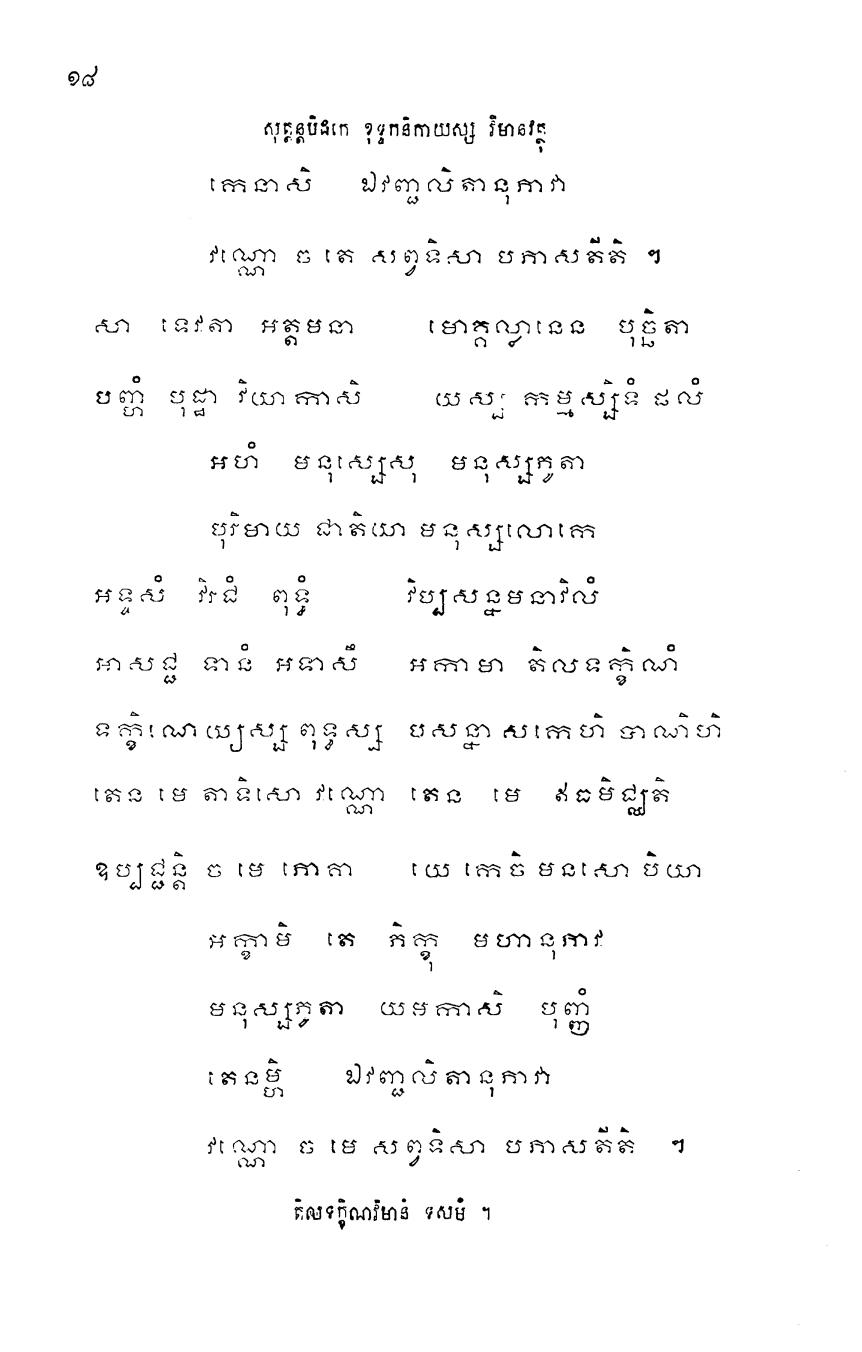 ១៨
សុត្តន្តបិដកេ ខុទ្ទកនិកាយស្ស វិមានវត្ថុ
កេនាសិ ឯវញ្ជលិតានុភាវា
វណ្ណោ ច តេ សព្វទិសា បភាសតីតិ ។
សា ទេវតា អត្តមនា មោគ្គល្លានេន បុច្ឆិតា
បញ្ហំ បុដ្ឋា វិយាកាសិ យស្ស កម្មស្សិទំ ផលំ
អហំ មនុស្សេសុ មនុស្សភូតា
បុរិមាយ ជាតិយា មនុស្សលោកេ
អទ្ទសំ វិរជំ ពុទ្ធំ វិប្បសន្នមនាវិលំ
អាសជ្ជ ទានំ អទាសឹ អកាមា តិលទក្ខិណំ
ទក្ខិណេយ្យស្ស ពុទ្ធស្ស បសន្នា សកេហិ បាណិហិ
តេន មេ តាទិសោ វណ្ណោ តេន មេ ឥធមិជ្ឈតិ
ឧប្បជ្ជន្តិ ច មេ ភោគា យេ កេចិ មនសោ បិយា
អក្ខាមិ តេ ភិក្ខុ មហានុភាវ
មនុស្សភូតា យមកាសិ បុញ្ញំ
តេនម្ហិ ឯវញ្ជលិតានុភាវា
វណ្ណោ ច មេ សព្វទិសា បភាសតីតិ ។
តិលទក្ខិណវិមានំ ទសមំ ។